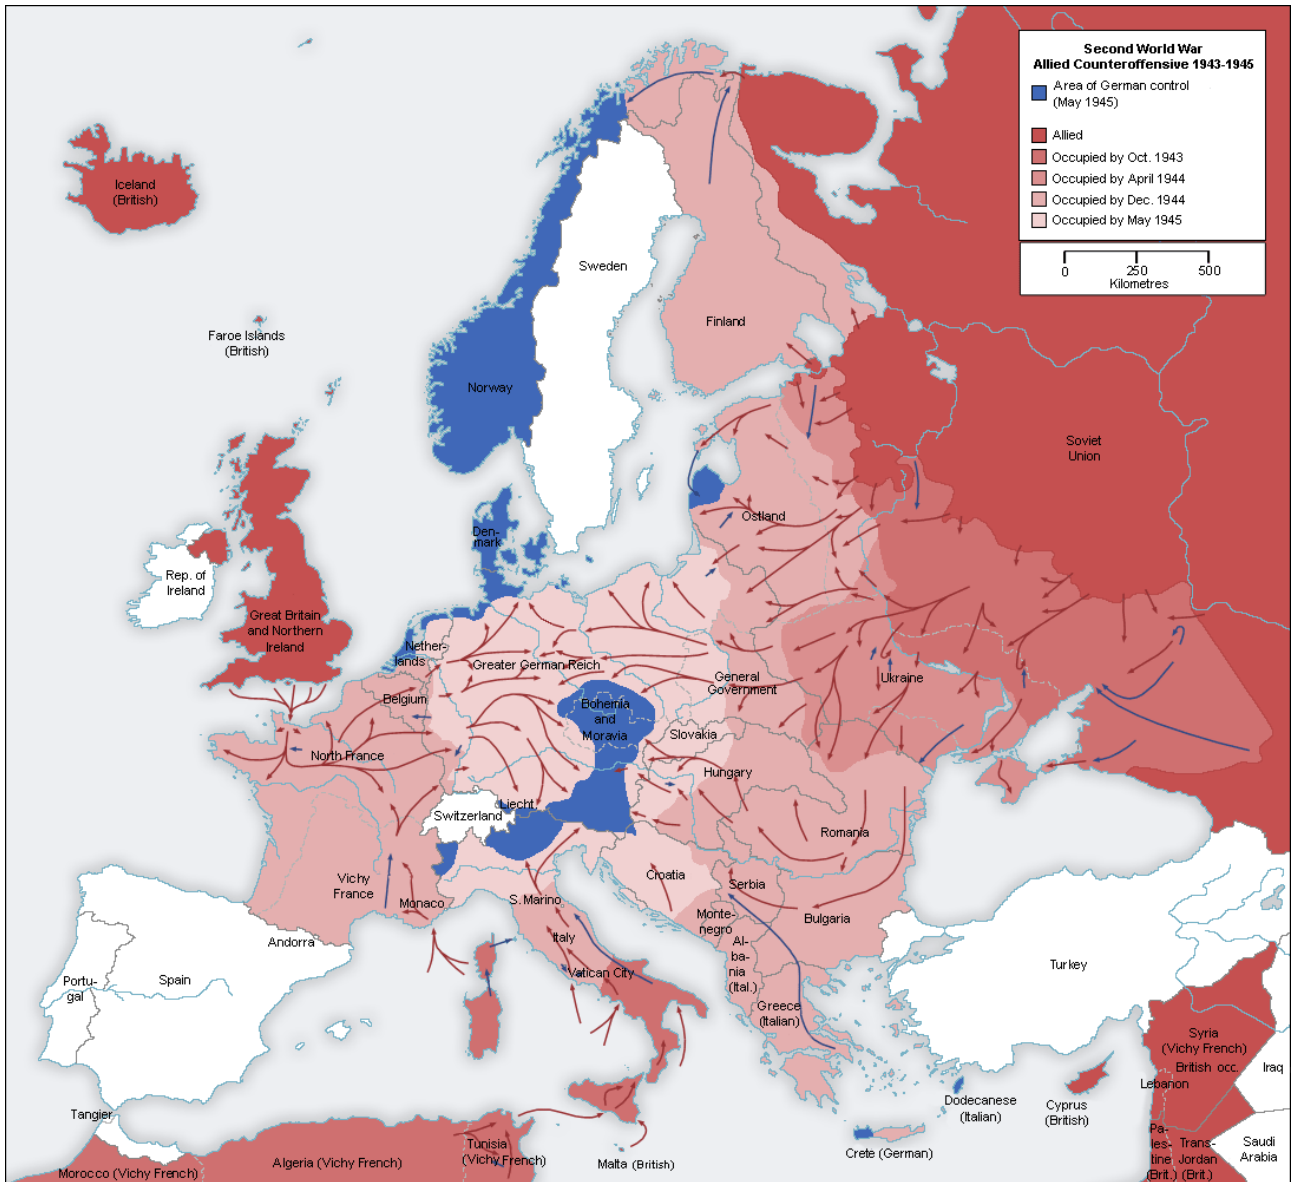 Second World War
Allied Counteroffensive 1943-1945
Area of German control
(May 1945)
Allied
Occupied by Oct. 1943
Occupied by April 1944
Occupied by Dec. 1944
Occupied by May 1945
0 250 500
Kilometres
Iceland
(British)
Sweden
Finland
Faroe Islands
(British)
Norway
Soviet
Union
Ostland
Den-
mark
Rep. of
Ireland
Great Britain
and Northern
Ireland
Nether-
lands
Greater German Reich
General
Government
Ukraine
Belgium
Bohemia
and
Moravia
Slovakia
North France
Hungary
Liecht.
Switzerland
Romania
Vichy
France
Croatia
Serbia
Monaco
S. Marino
Monte-
negro
Bulgaria
Andorra
Italy
Al-
ba-
nia
(Ital.)
Vatican City
Turkey
Portu-
gal
Spain
Greece
(Italian)
Syria
(Vichy French)
British occ.
Iraq
Lebanon
Dodecanese
(Italian)
Cyprus
(British)
Tangier
Tunisia
(Vichy French)
Crete (German)
Malta (British)
Algeria (Vichy French)
Morocco (Vichy French)
Pa-
les-
tine
(Brit.)
Trans-
Jordan
(Brit.)
Saudi
Arabia